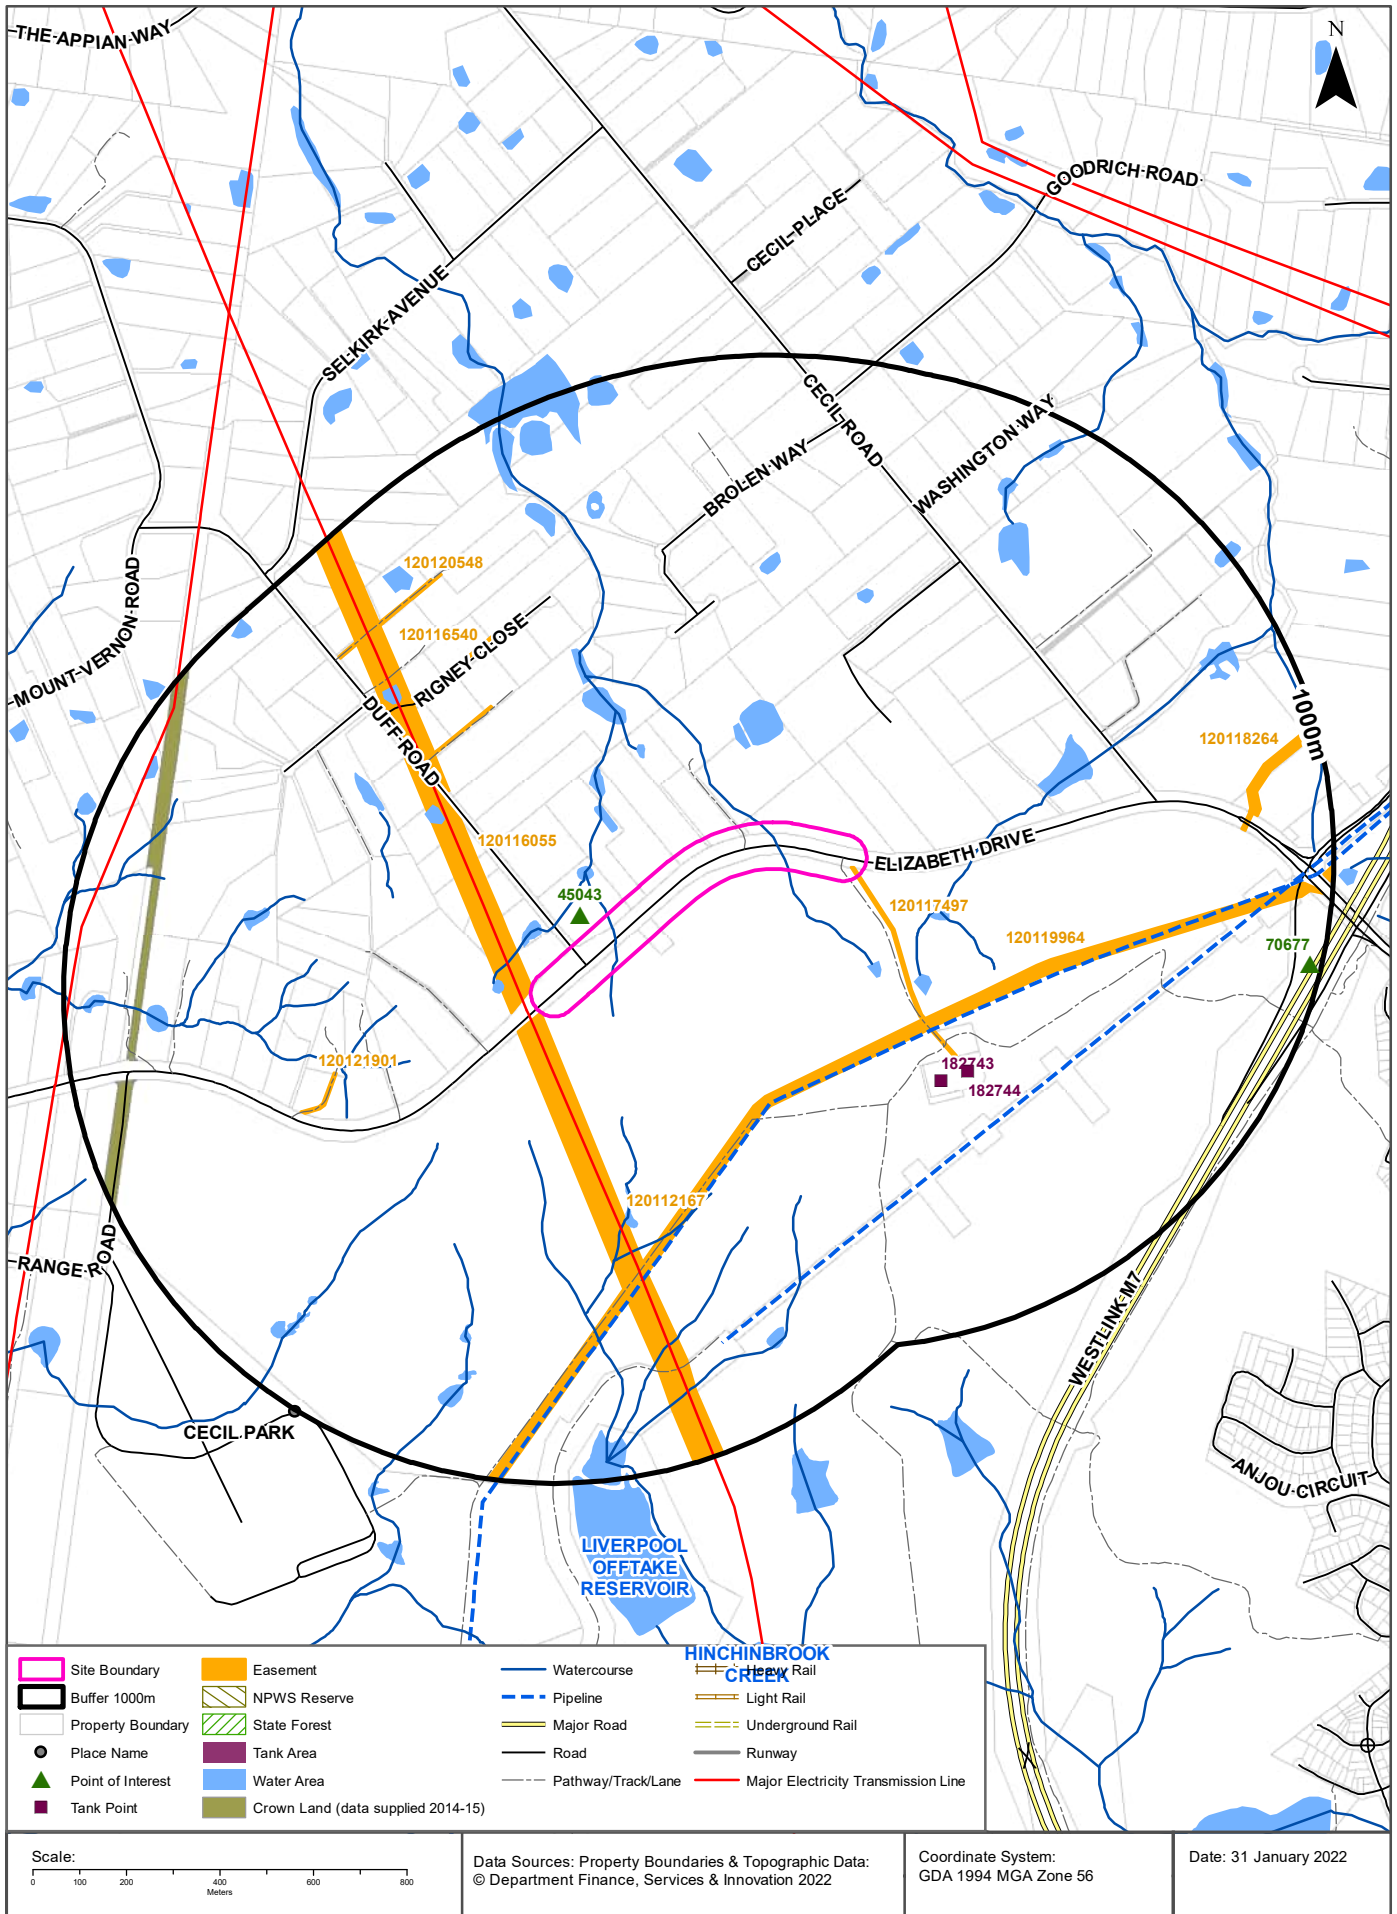 THE APPIAN WAY
N
GOODRICH ROAD
CECIL PLACE
SELKIRK AVENUE
CECIL ROAD
WASHINGTON WAY
BROLEN WAY
120120548
MOUNT VERNON ROAD
120116540
RIGNEY CLOSE
DUFF ROAD
1000m
120118264
120116055
ELIZABETH DRIVE
45043
120117497
120119964
70677
120121901
182743
182744
120112167
RANGE ROAD
WESTLINK M7
CECIL PARK
ANJOU CIRCUIT
LIVERPOOL
OFFTAKE
RESERVOIR
HINCHINBROOK
CREEK
Site Boundary
Buffer 1000m
Property Boundary
Place Name
Point of Interest
Tank Point
Easement
NPWS Reserve
State Forest
Tank Area
Water Area
Crown Land (data supplied 2014-15)
Watercourse
Pipeline
Major Road
Road
Pathway/Track/Lane
Heavy Rail
Light Rail
Underground Rail
Runway
Major Electricity Transmission Line
Scale:
0 100 200 400 600 800
Meters
Data Sources: Property Boundaries & Topographic Data:
© Department Finance, Services & Innovation 2022
Coordinate System:
GDA 1994 MGA Zone 56
Date: 31 January 2022